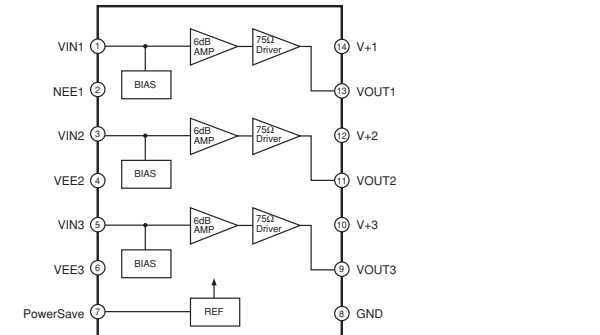 VIN1 1 6dB AMP 75Ω Driver 14 V+1
BIAS
NEE1 2 13 VOUT1
VIN2 3 6dB AMP 75Ω Driver 12 V+2
BIAS
VEE2 4 11 VOUT2
VIN3 5 6dB AMP 75Ω Driver 10 V+3
BIAS
VEE3 6 9 VOUT3
PowerSave 7 REF 8 GND